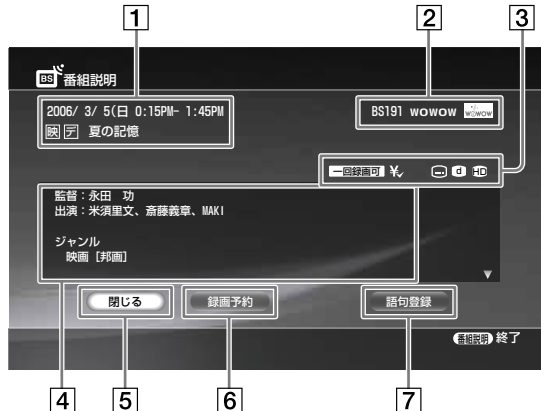 1
2
3
BS 番組説明
2006/ 3/ 5(日 0:15PM- 1:45PM
映 デ 夏の記憶
BS191 WOWOW WOWOW
一回録画可 ¥ d HD
監督:永田 功
出演:米須里文、斎藤義章、MAKI
ジャンル
映画 [邦画]
閉じる
録画予約
語句登録
番組説明 終了
4
5
6
7